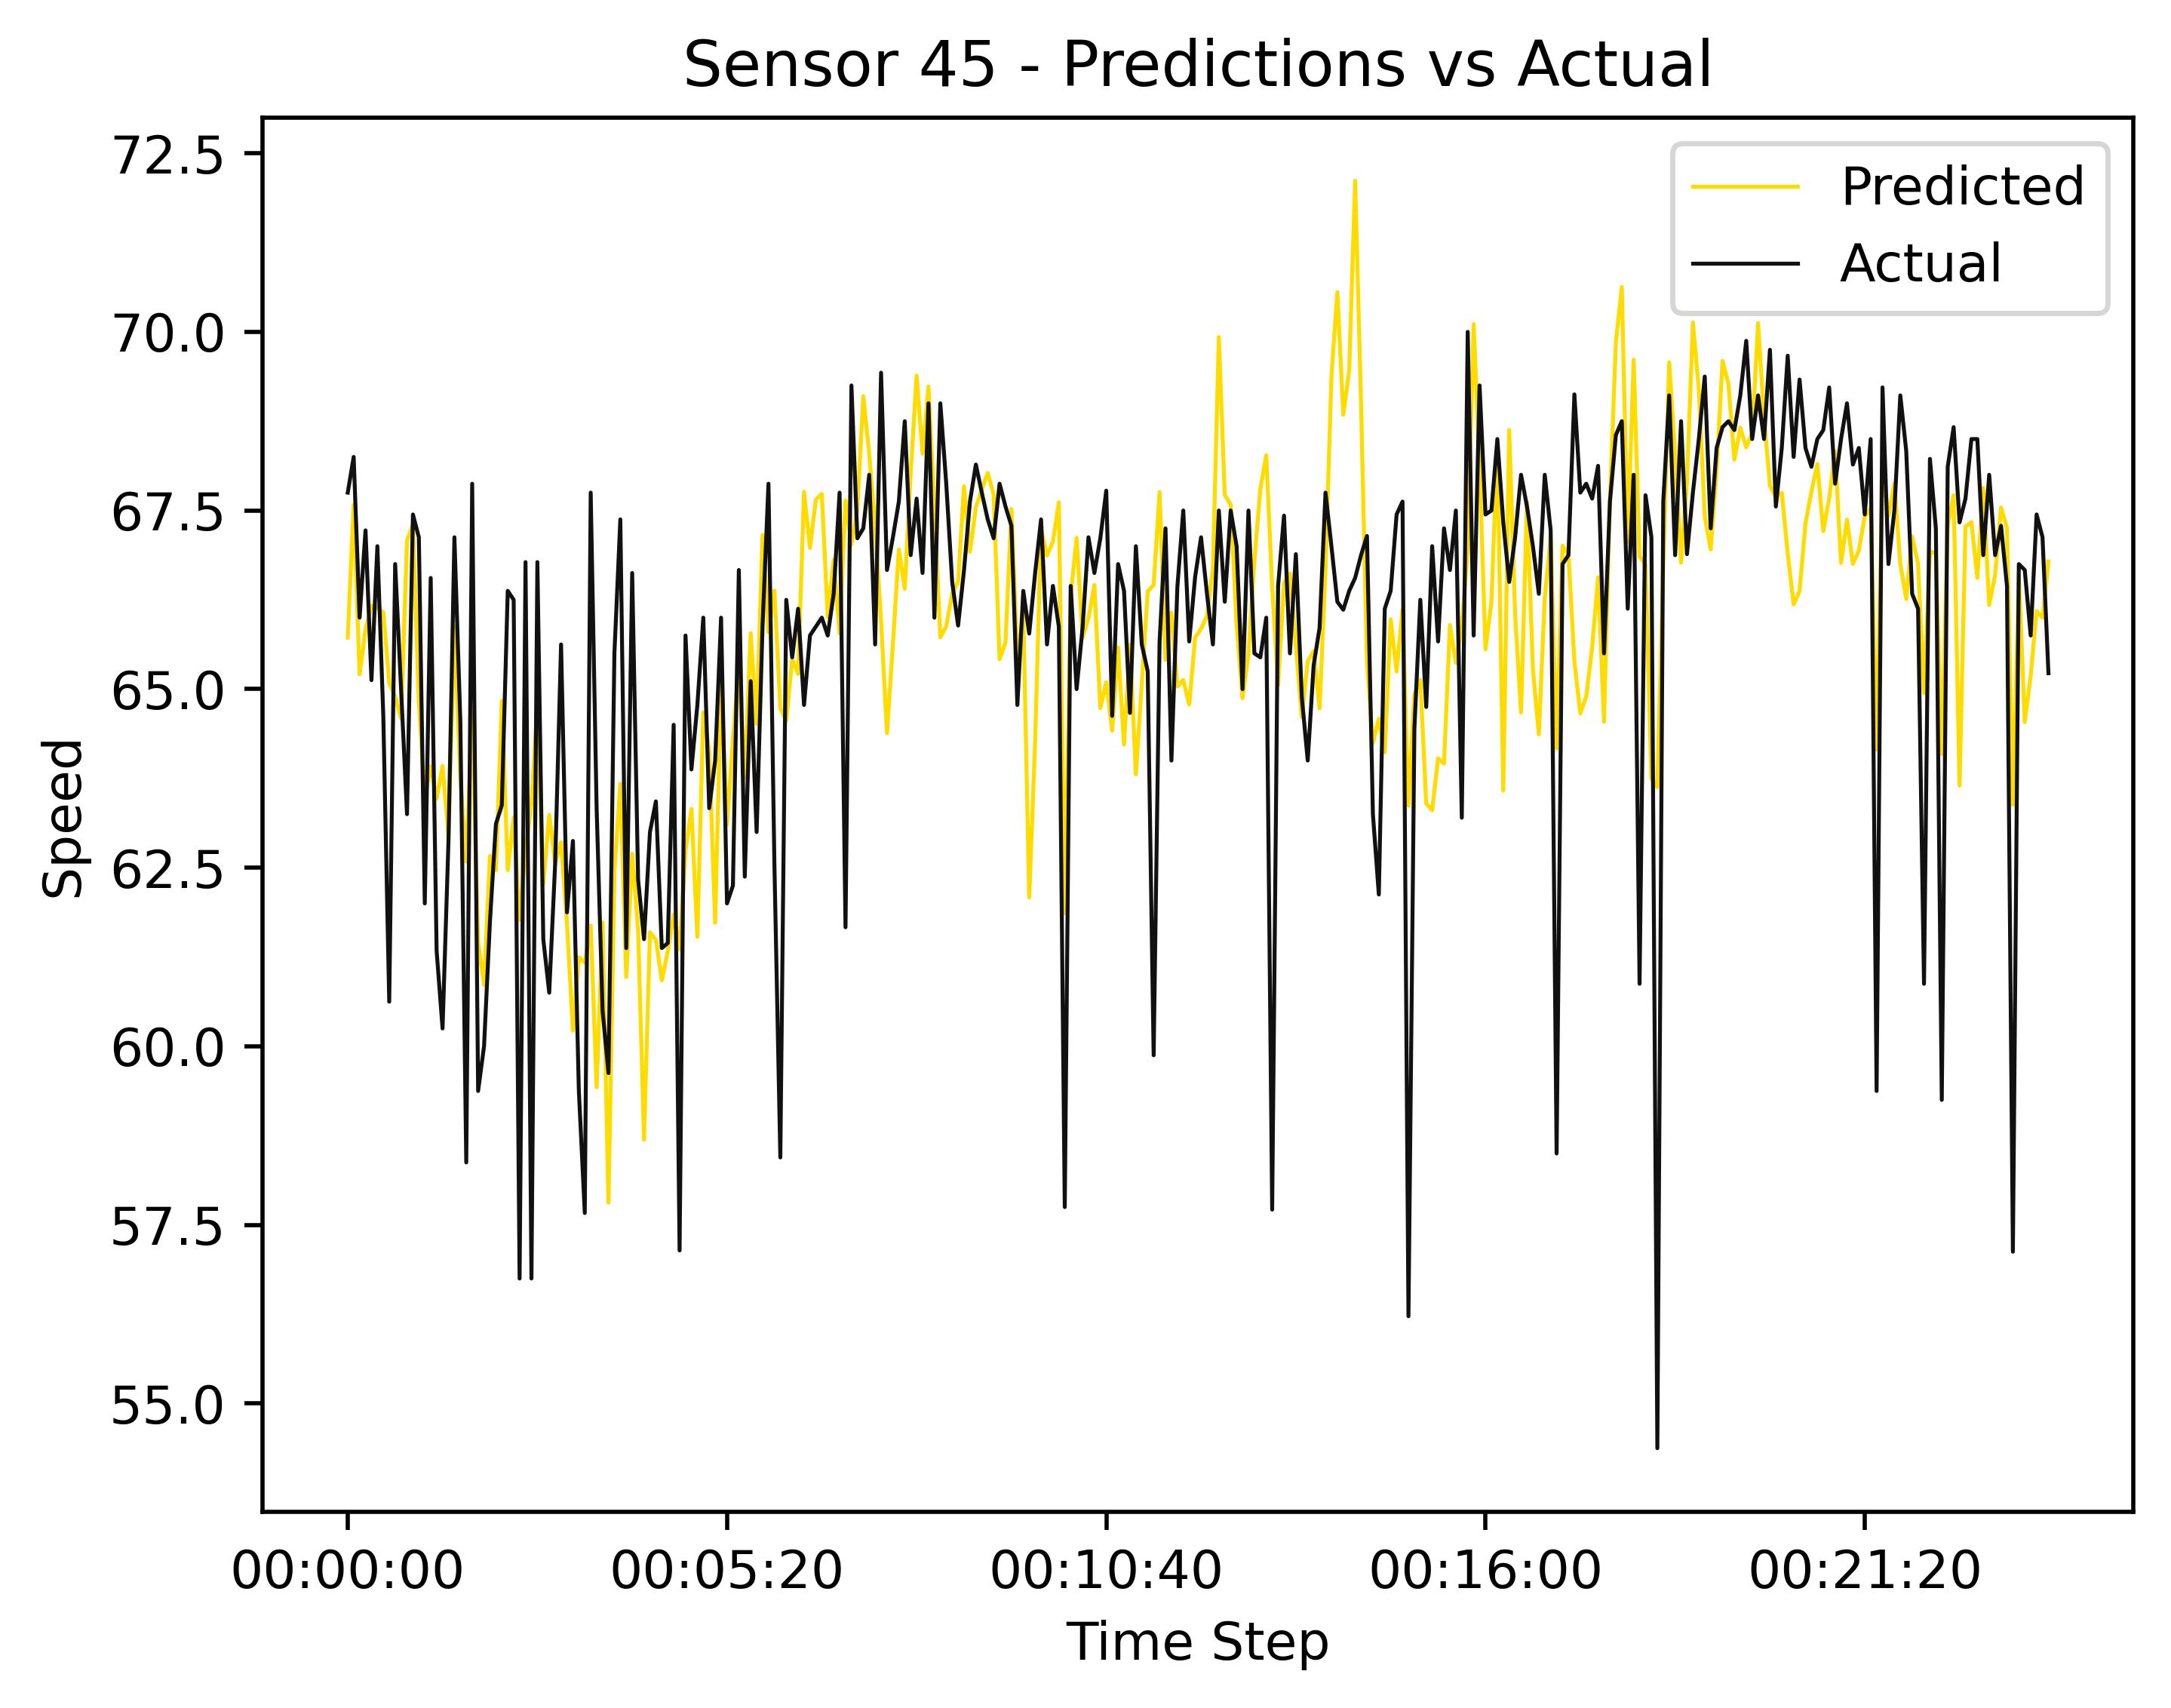 Sensor 45 - Predictions vs Actual
Predicted
Actual
72.5
70.0
67.5
65.0
62.5
60.0
57.5
55.0
Speed
00:00:00 00:05:20 00:10:40 00:16:00 00:21:20
Time Step